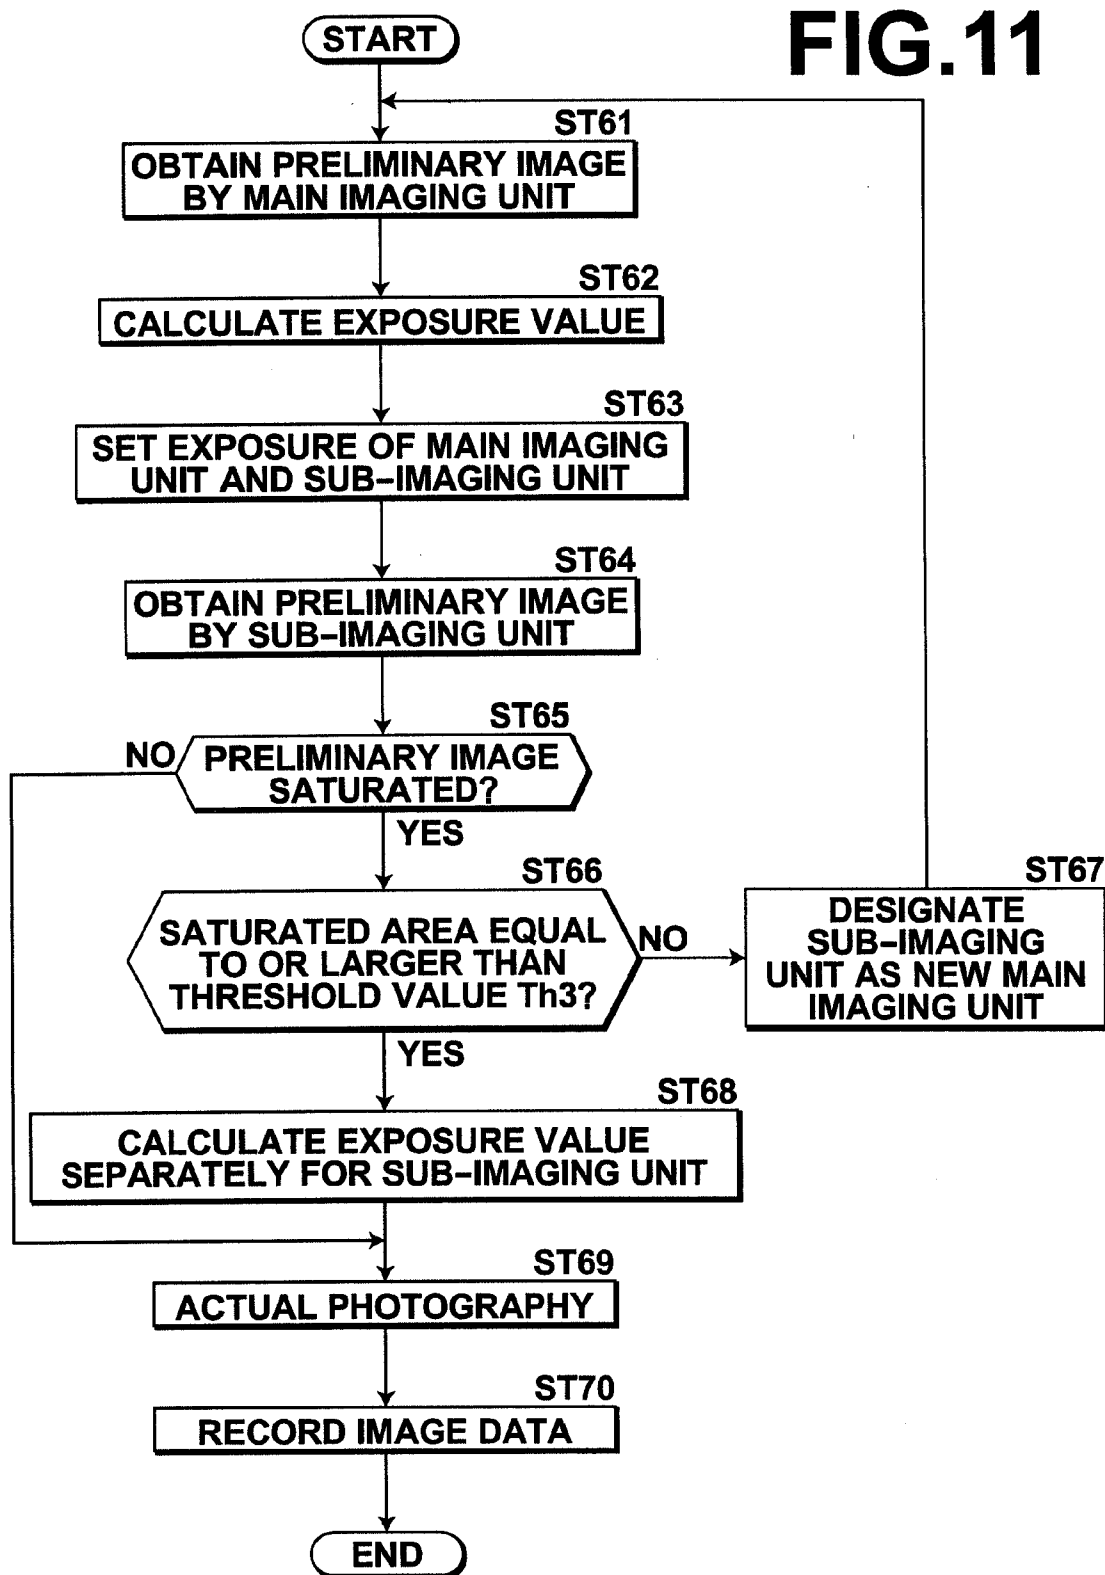 FIG.11
START
ST61
OBTAIN PRELIMINARY IMAGE
BY MAIN IMAGING UNIT
ST62
CALCULATE EXPOSURE VALUE
ST63
SET EXPOSURE OF MAIN IMAGING
UNIT AND SUB-IMAGING UNIT
ST64
OBTAIN PRELIMINARY IMAGE
BY SUB-IMAGING UNIT
ST65
NO
PRELIMINARY IMAGE
SATURATED?
YES
ST66
SATURATED AREA EQUAL
TO OR LARGER THAN
THRESHOLD VALUE Th3?
NO
ST67
DESIGNATE
SUB-IMAGING
UNIT AS NEW MAIN
IMAGING UNIT
YES
ST68
CALCULATE EXPOSURE VALUE
SEPARATELY FOR SUB-IMAGING UNIT
ST69
ACTUAL PHOTOGRAPHY
ST70
RECORD IMAGE DATA
END